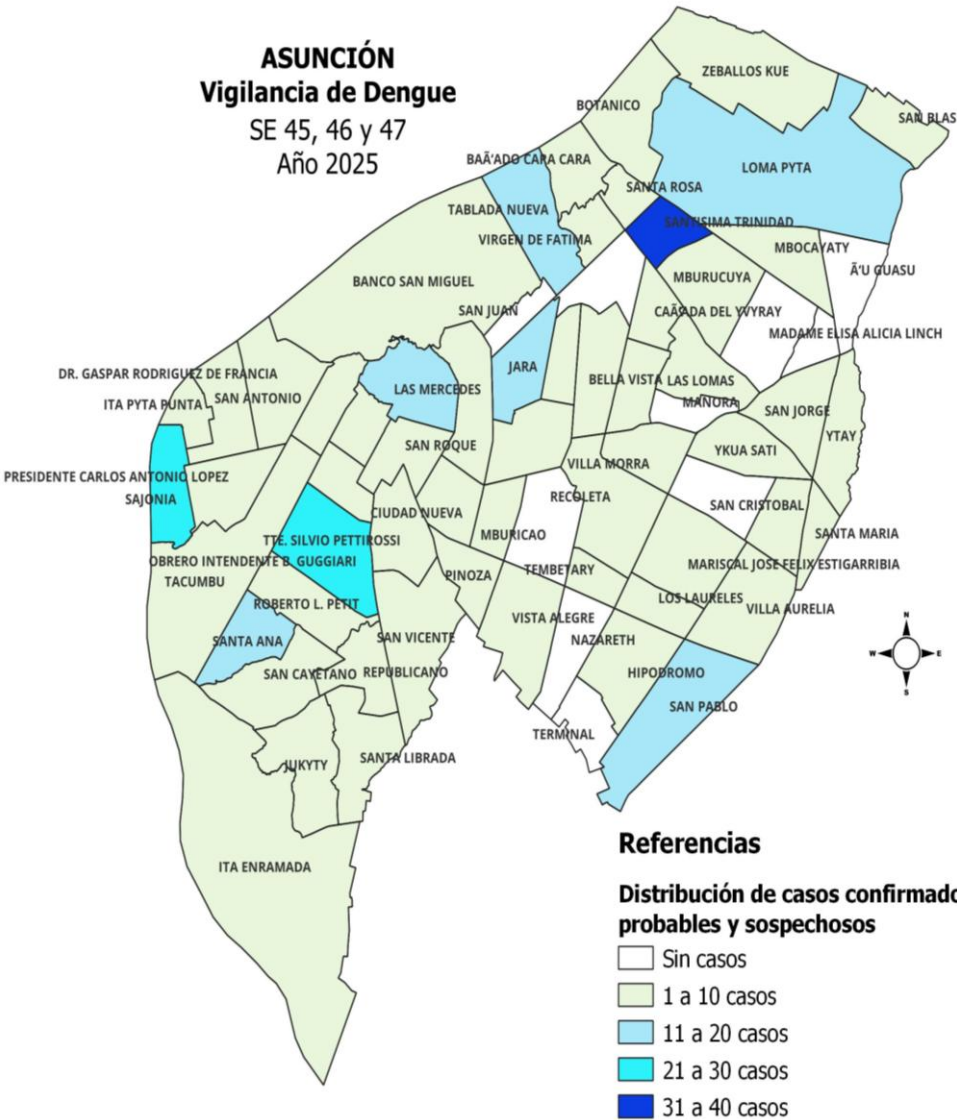 ASUNCIÓN
Vigilancia de Dengue
SE 45, 46 y 47
Año 2025
ZEBALLOS KUE
BOTANICO
SAN BLAS
BAÃ'ADO CARA CARA
LOMA PYTA
SANTA ROSA
TABLADA NUEVA
SANTISIMA TRINIDAD
VIRGEN DE FATIMA
MBOCAYATY
Ã'U GUASU
BANCO SAN MIGUEL
MBURUCUYA
SAN JUAN
CAÃ‘ADA DEL YVYRAY
MADAME ELISA ALICIA LINCH
DR. GASPAR RODRIGUEZ DE FRANCIA
JARA
LAS MERCEDES
BELLA VISTA
LAS LOMAS
ITA PYTA PUNTA
SAN ANTONIO
MANORA
SAN JORGE
YTAY
SAN ROQUE
YKUA SATI
VILLA MORRA
PRESIDENTE CARLOS ANTONIO LOPEZ
SAJONIA
RECOLETA
SAN CRISTOBAL
CIUDAD NUEVA
MBURICAO
SANTA MARIA
TTE. SILVIO PETTIROSSI
OBRERO INTENDENTE B. GUGGIARI
TACUMBU
PINOZA
TEMBETARY
MARISCAL JOSE FELIX ESTIGARRIBIA
ROBERTO L. PETIT
LOS LAURELES
VILLA AURELIA
VISTA ALEGRE
SANTA ANA
SAN VICENTE
NAZARETH
SAN CAYETANO
REPUBLICANO
HIPODROMO
SAN PABLO
TERMINAL
SANTA LIBRADA
JUKYTY
ITA ENRAMADA
N
W
E
S
Referencias
Distribución de casos confirmado
probables y sospechosos
Sin casos
1 a 10 casos
11 a 20 casos
21 a 30 casos
31 a 40 casos